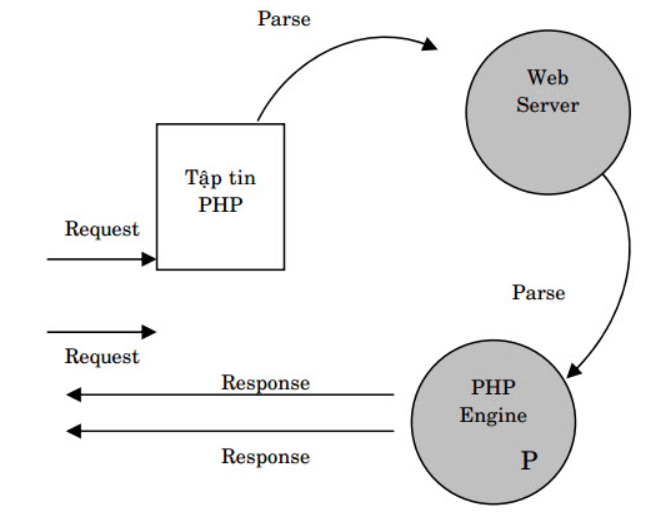 Parse
Web
Server
Tập tin
PHP
Request
Parse
Request
Response
PHP
Engine
P
Response